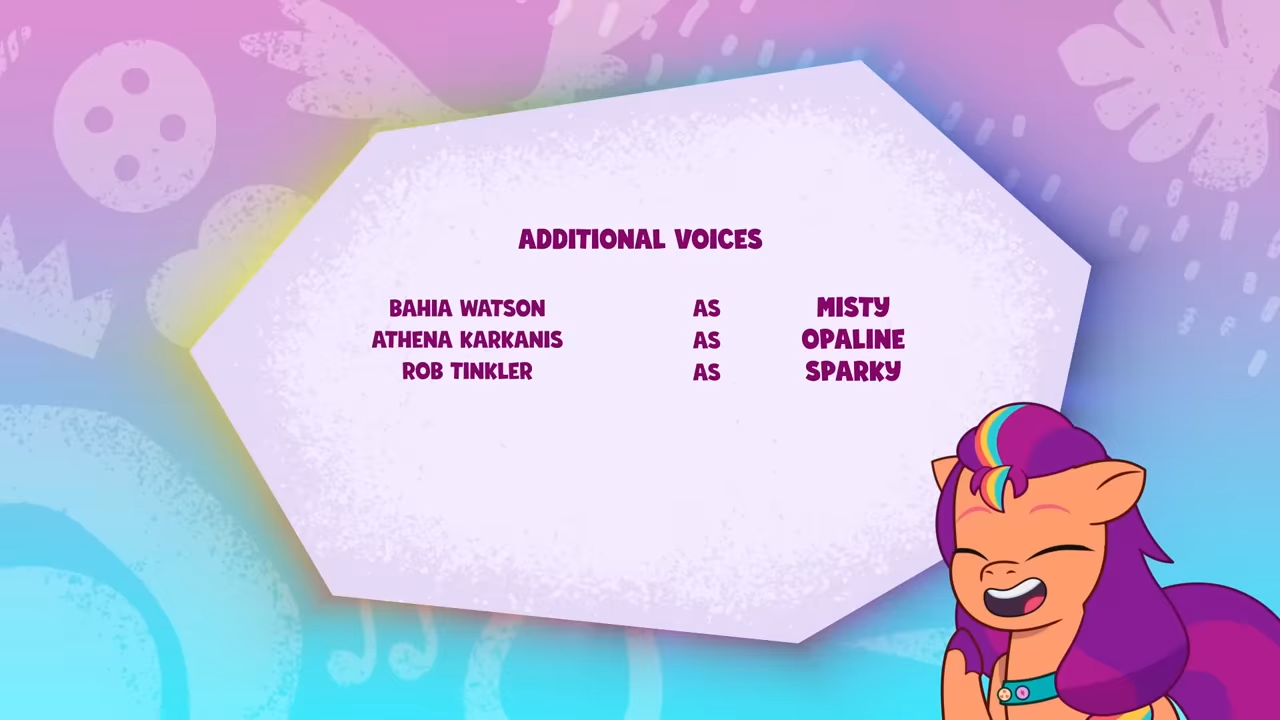 ADDITIONAL VOICES
BAHIA WATSON AS MISTY
ATHENA KARKANIS AS OPALINE
ROB TINKLER AS SPARKY